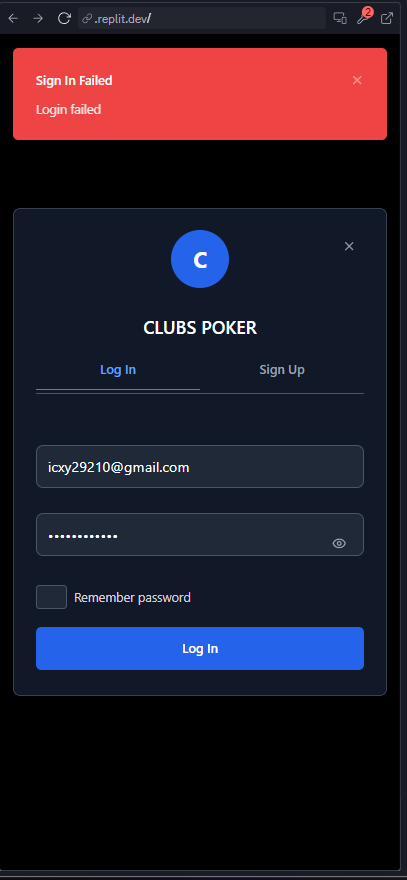 .replit.dev/
2
Sign In Failed
Login failed
C
CLUBS POKER
Log In
Sign Up
icxy29210@gmail.com
••••••••••••
Remember password
Log In